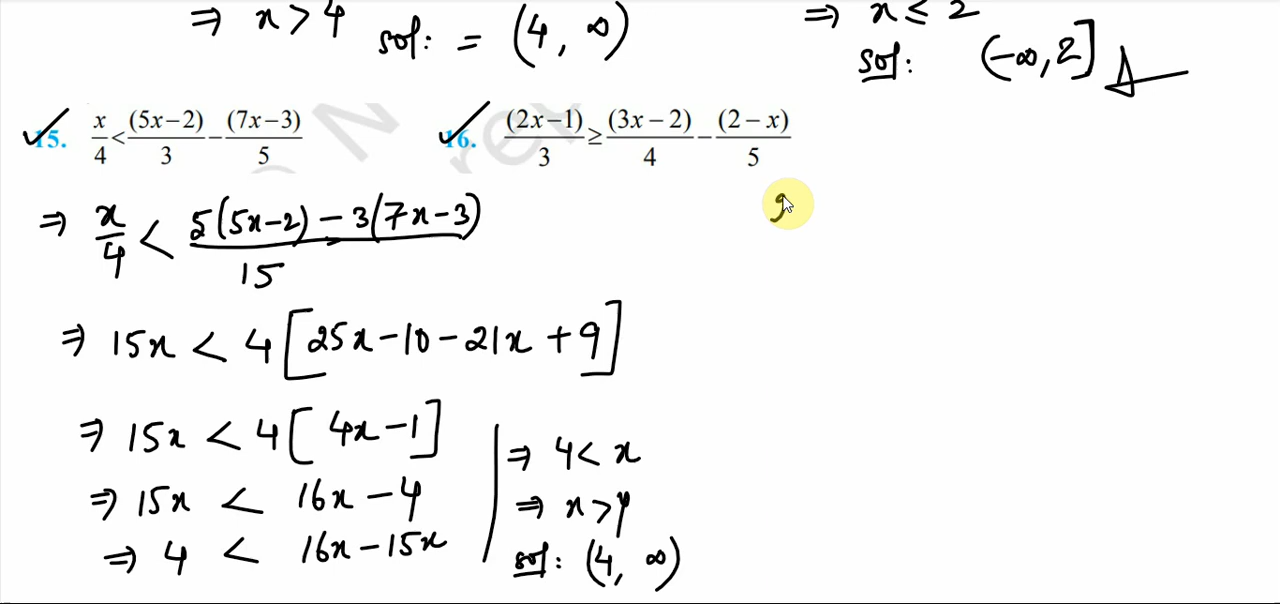 ⇒ x > 4 sol: = (4, ∞)
⇒ x ≤ 2
sol: (-∞, 2]
15. x/4 < (5x-2)/3 - (7x-3)/5
16. (2x-1)/3 ≥ (3x-2)/4 - (2-x)/5
⇒ x/4 < 5(5x-2) - 3(7x-3)/15
⇒ 15x < 4[25x-10-21x+9]
⇒ 15x < 4[4x-1]
⇒ 15x < 16x-4
⇒ 4 < 16x-15x
⇒ 4 < x
⇒ x > 4
sol: (4, ∞)